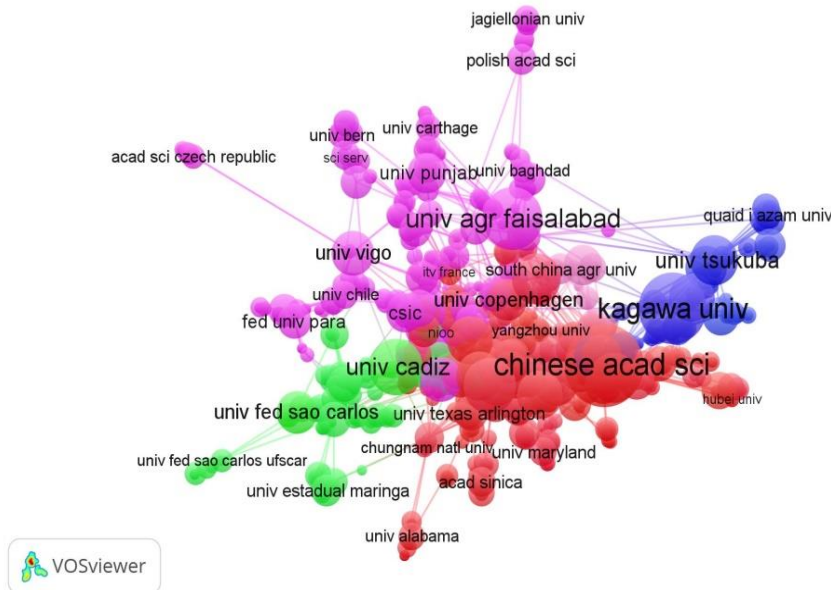 jagiellonian univ
polish acad sci
univ bern
univ carthage
acad sci czech republic
sci serv
univ punjab
univ baghdad
univ agr faisalabad
quaid i azam univ
univ vigo
univ tsukuba
itv france
south china agr univ
univ chile
univ copenhagen
kagawa univ
fed univ para
csic
nioo
yangzhou univ
univ cadiz
chinese acad sci
hubei univ
univ fed sao carlos
univ texas arlington
chungnam natl univ
univ maryland
univ fed sao carlos ufscar
acad sinica
univ estadual maringa
univ alabama
VOSviewer